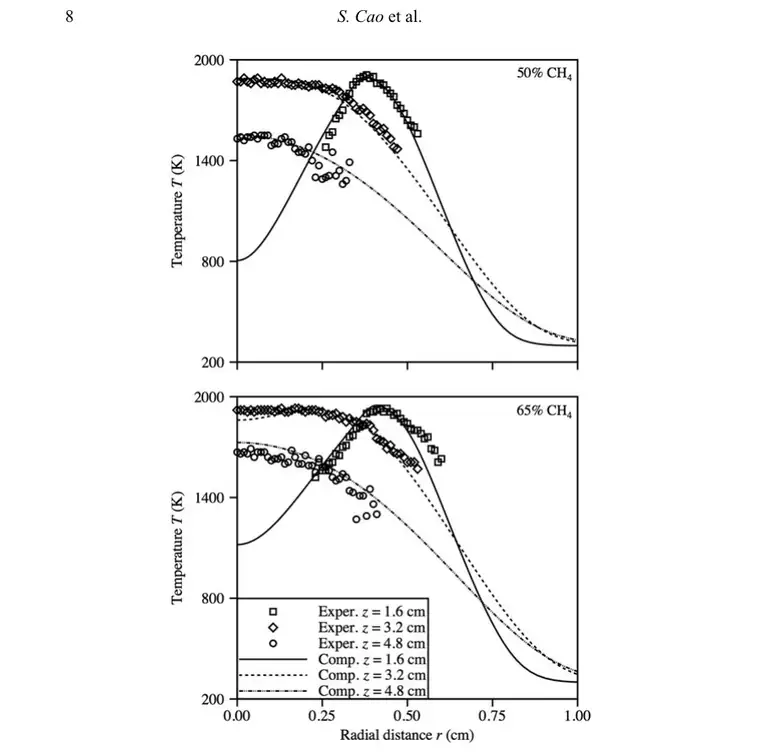 8
S. Cao et al.
2000
50% CH4
1400
Temperature T (K)
800
200
2000
65% CH4
1400
Temperature T (K)
800
Exper. z = 1.6 cm
Exper. z = 3.2 cm
Exper. z = 4.8 cm
Comp. z = 1.6 cm
Comp. z = 3.2 cm
Comp. z = 4.8 cm
200
0.00 0.25 0.50 0.75 1.00
Radial distance r (cm)